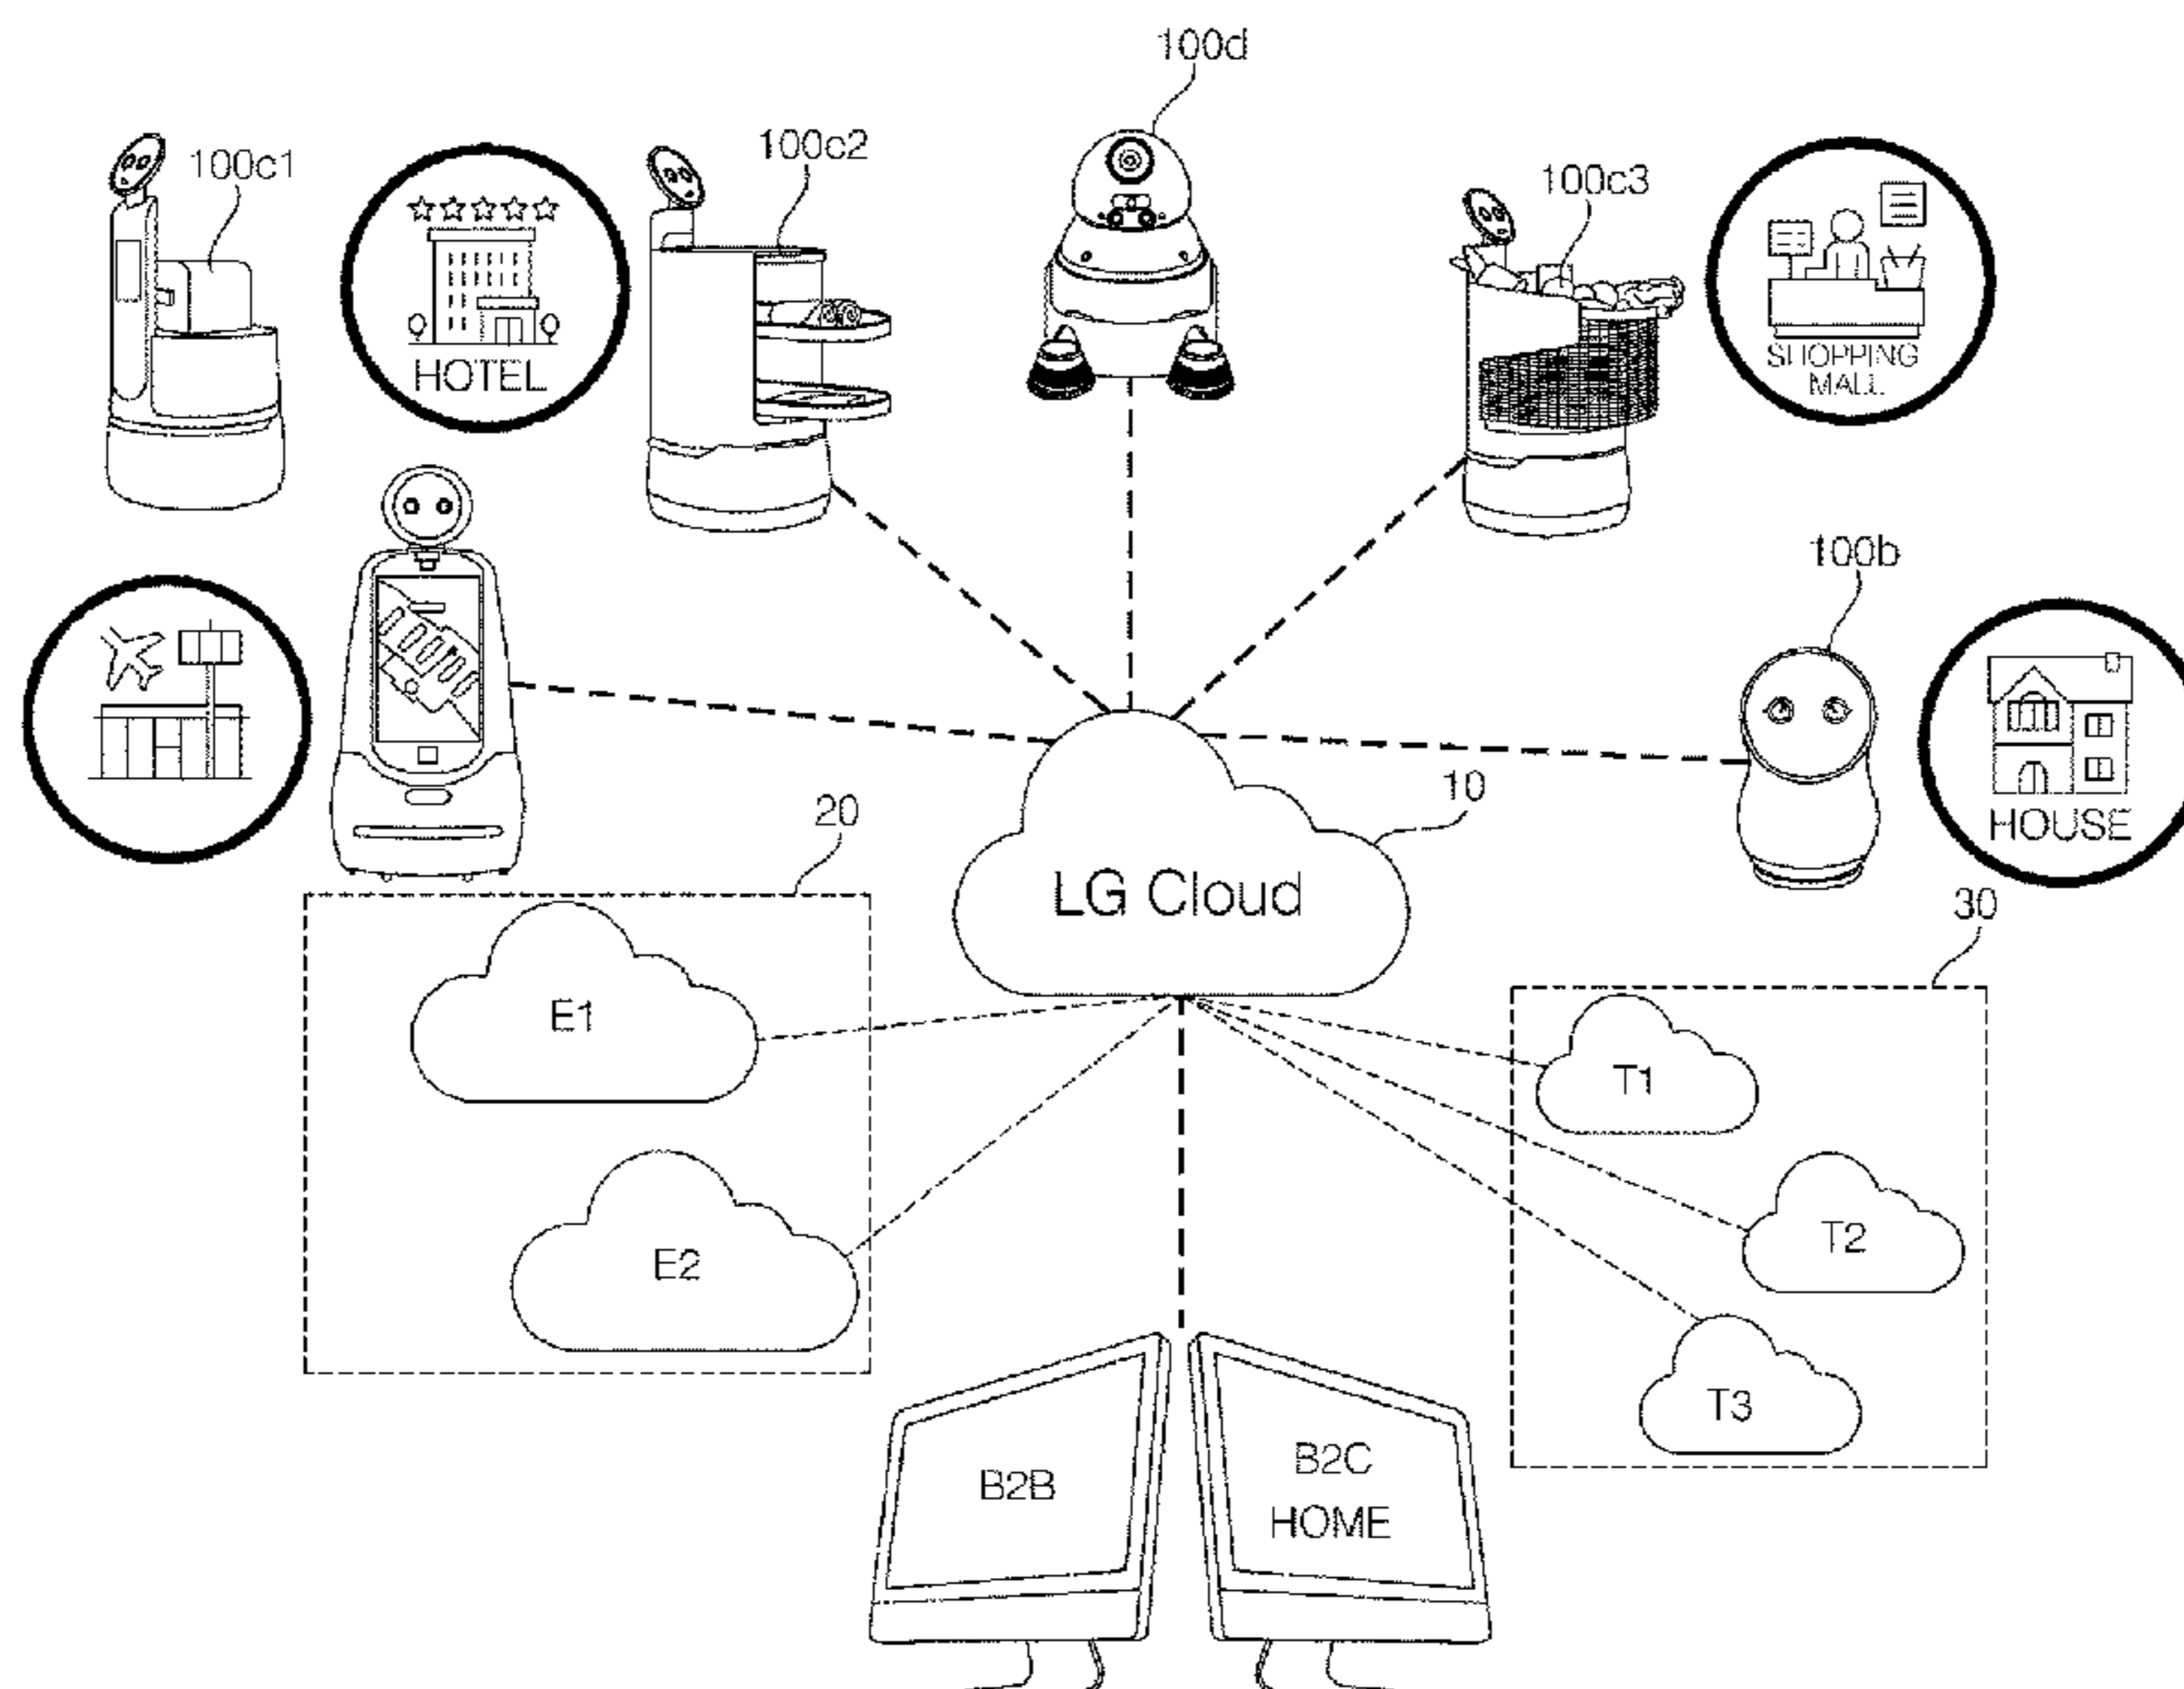 100d
100c1
100c2
100c3
HOTEL
SHOPPING
MALL
100b
HOUSE
10
20
LG Cloud
30
E1
T1
E2
T2
T3
B2B
B2C
HOME